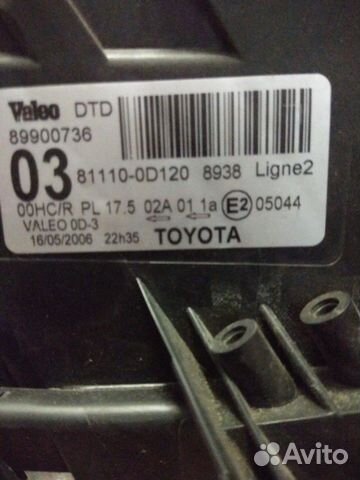 Valeo DTD
89900736
03 81110-0D120 8938 Ligne2
00HC/R PL 17.5 02A 01 1a E2 05044
VALEO 0D-3
16/05/2006 22h35 TOYOTA
Avito